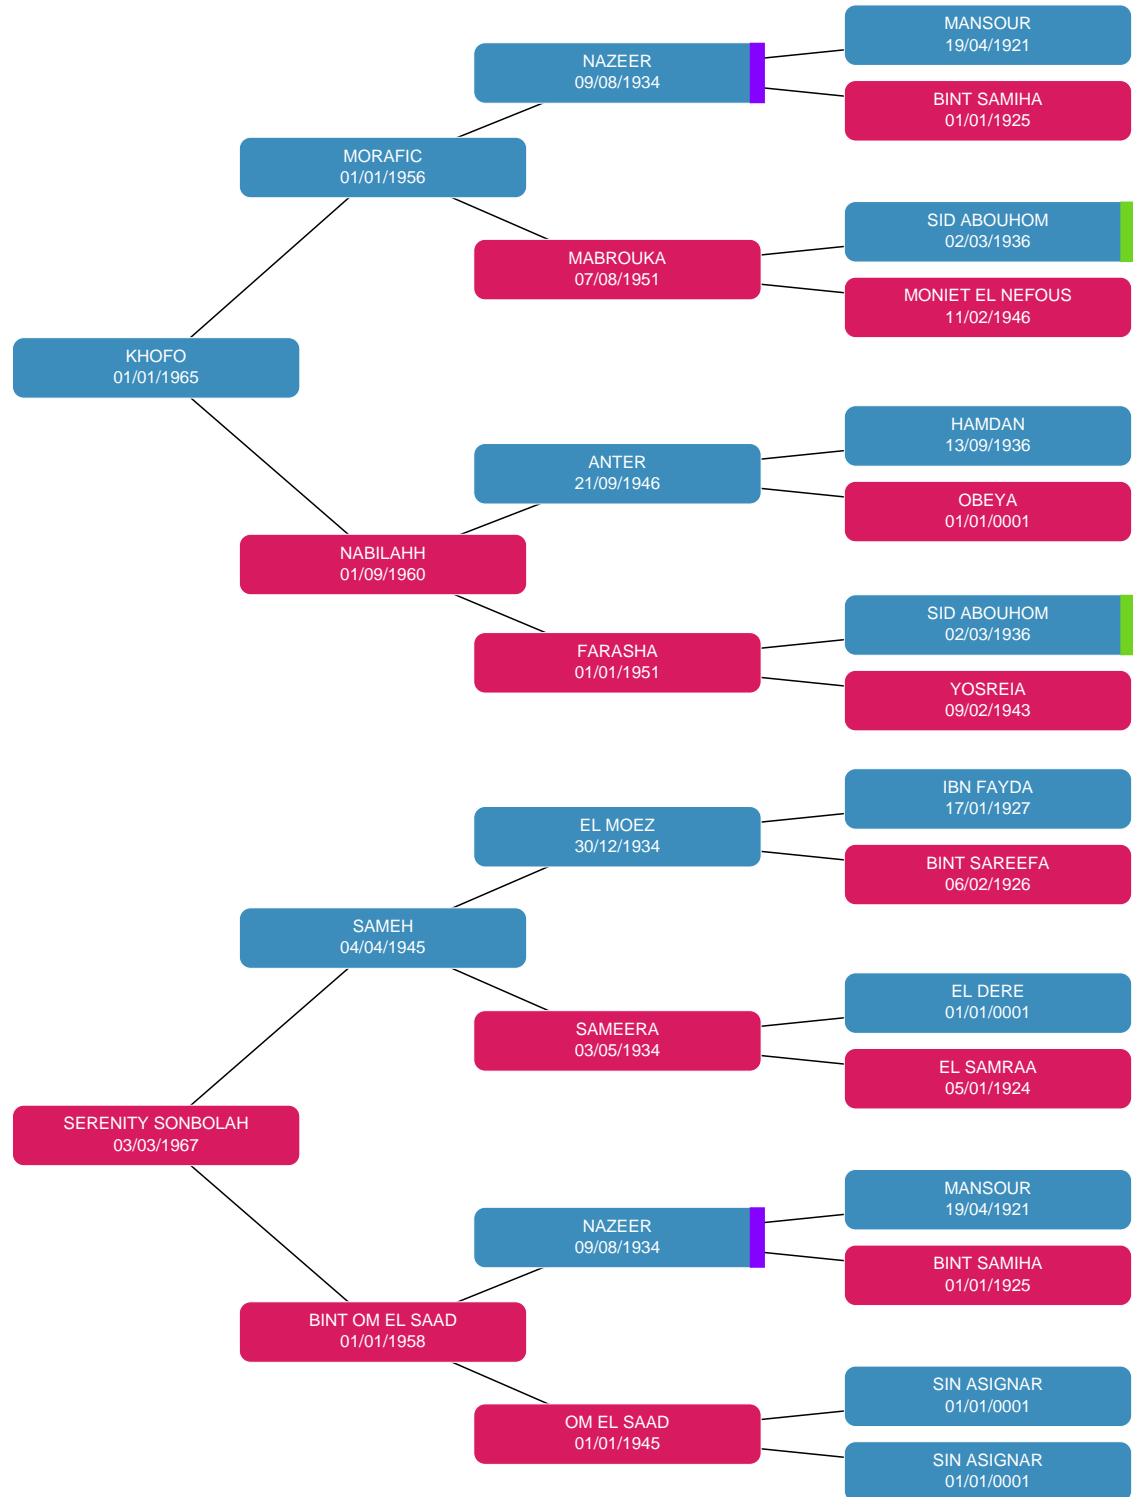 MANSOUR
19/04/1921
NAZEER
09/08/1934
BINT SAMIHA
01/01/1925
MORAFIC
01/01/1956
SID ABOUHOM
02/03/1936
MABROUKA
07/08/1951
MONIET EL NEFOUS
11/02/1946
KHOFO
01/01/1965
HAMDAN
13/09/1936
ANTER
21/09/1946
OBEYA
01/01/0001
NABILAHH
01/09/1960
SID ABOUHOM
02/03/1936
FARASHA
01/01/1951
YOSREIA
09/02/1943
IBN FAYDA
17/01/1927
EL MOEZ
30/12/1934
BINT SAREEFA
06/02/1926
SAMEH
04/04/1945
EL DERE
01/01/0001
SAMEERA
03/05/1934
EL SAMRAA
05/01/1924
SERENITY SONBOLAH
03/03/1967
MANSOUR
19/04/1921
NAZEER
09/08/1934
BINT SAMIHA
01/01/1925
BINT OM EL SAAD
01/01/1958
SIN ASIGNAR
01/01/0001
OM EL SAAD
01/01/1945
SIN ASIGNAR
01/01/0001